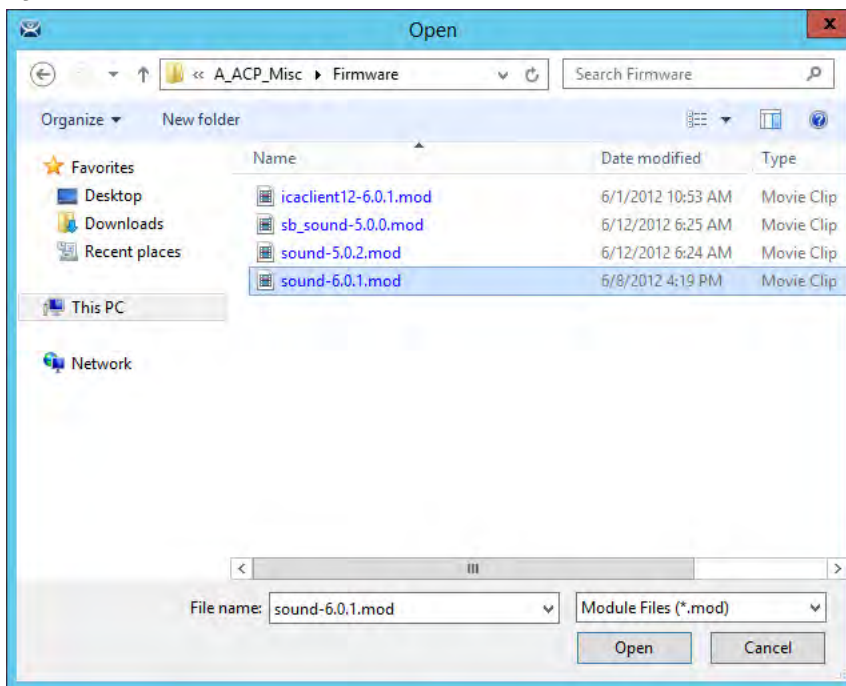 Open
x
« A_ACP_Misc Firmware
Search Firmware
Organize New folder
Favorites
Desktop
Downloads
Recent places
This PC
Network
Name Date modified Type
icaclient12-6.0.1.mod 6/1/2012 10:53 AM Movie Clip
sb_sound-5.0.0.mod 6/12/2012 6:25 AM Movie Clip
sound-5.0.2.mod 6/12/2012 6:24 AM Movie Clip
sound-6.0.1.mod 6/8/2012 4:19 PM Movie Clip
File name: sound-6.0.1.mod Module Files (*.mod)
Open Cancel